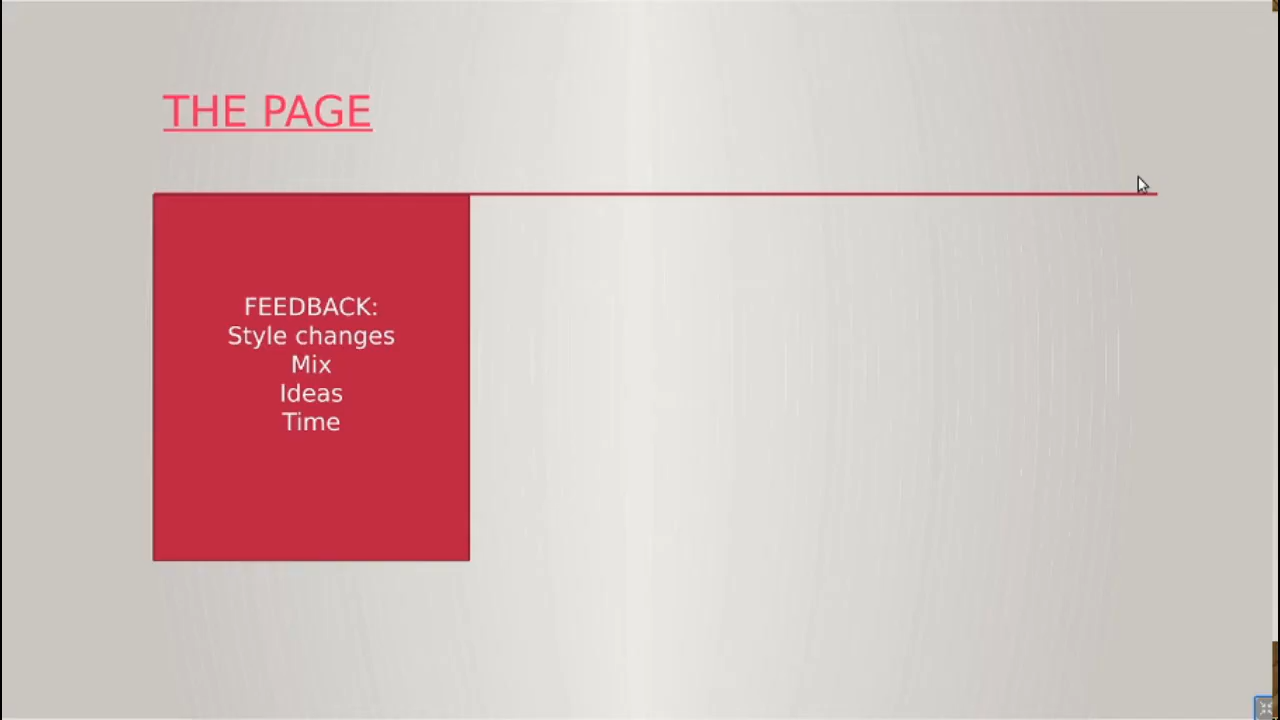 THE PAGE
FEEDBACK:
Style changes
Mix
Ideas
Time